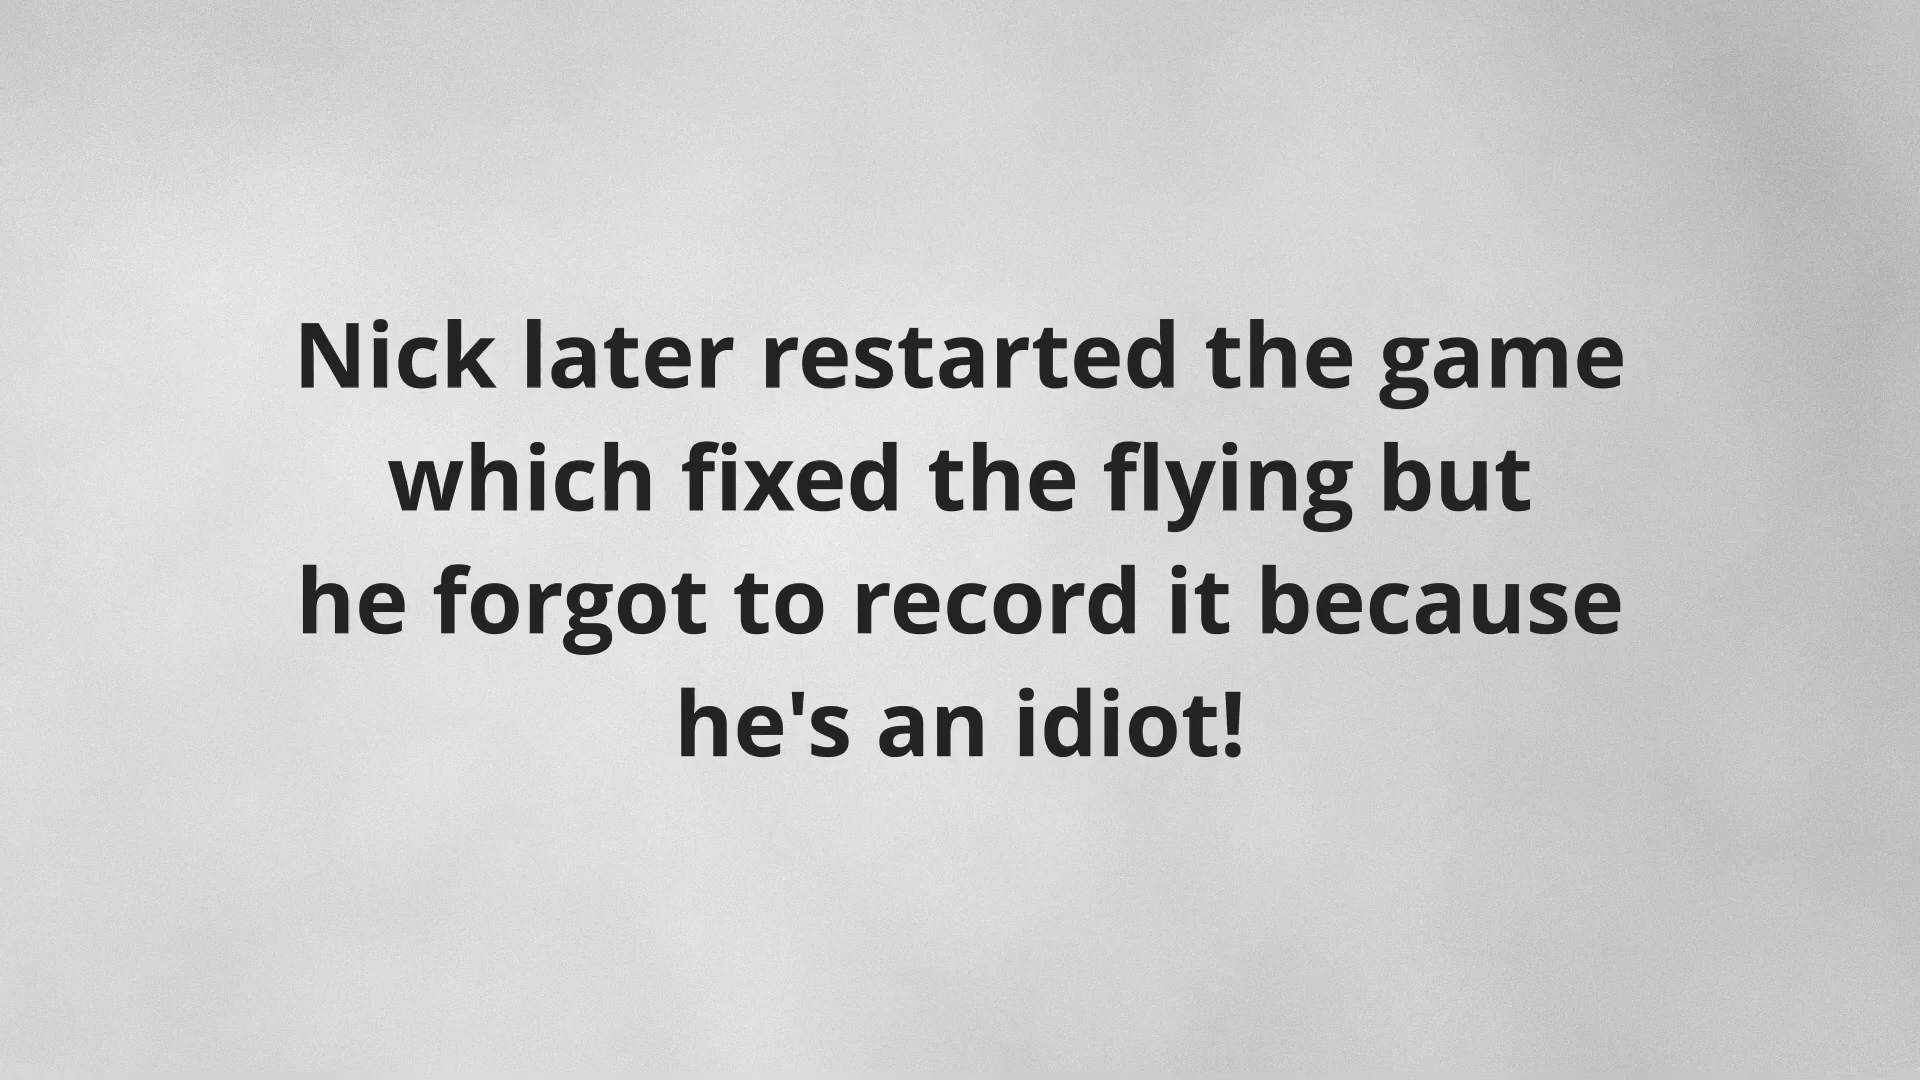 Nick later restarted the game
which fixed the flying but
he forgot to record it because
he's an idiot!